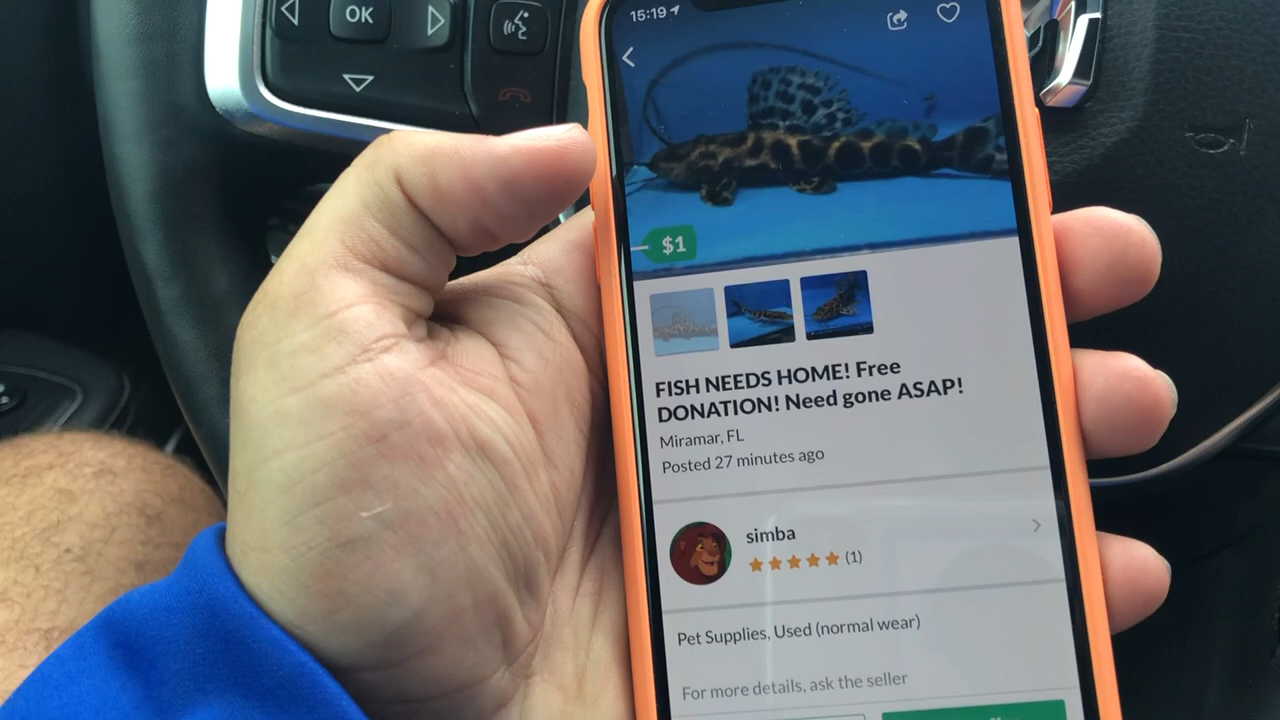 OK
15:19
$1
FISH NEEDS HOME! Free
DONATION! Need gone ASAP!
Miramar, FL
Posted 27 minutes ago
simba
(1)
Pet Supplies, Used (normal wear)
For more details, ask the seller